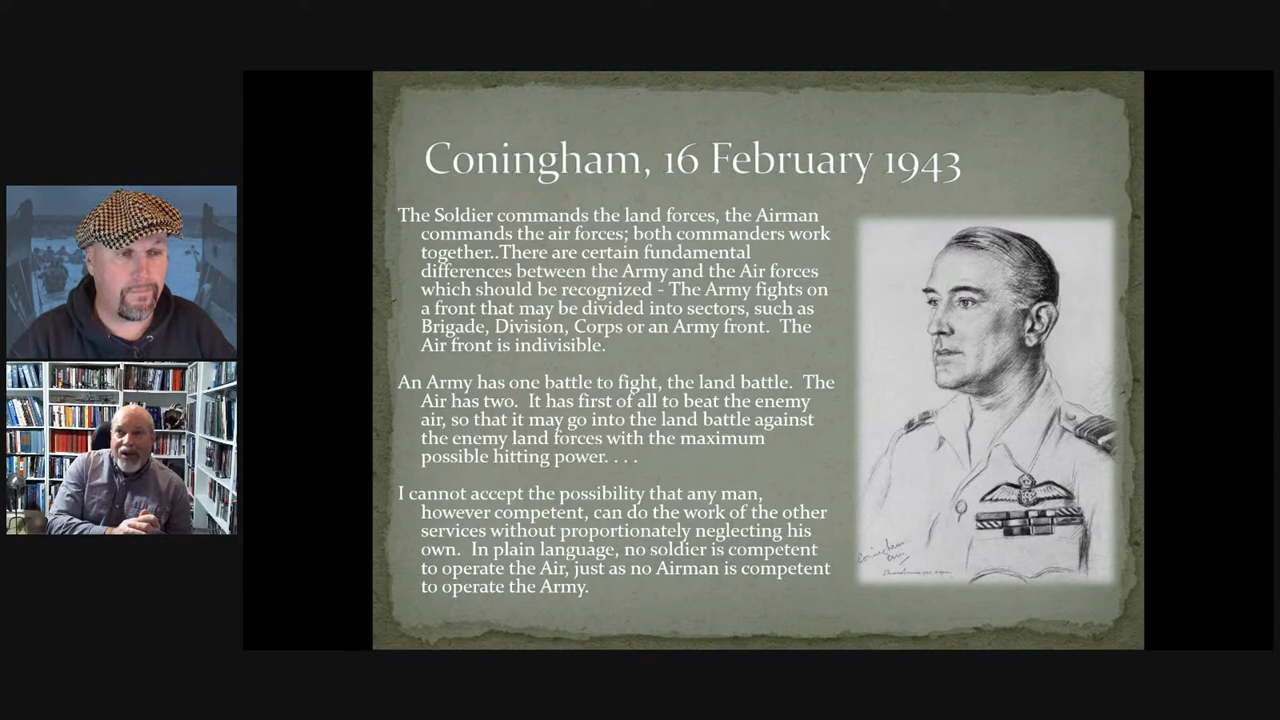 Coningham, 16 February 1943
The Soldier commands the land forces, the Airman
commands the air forces; both commanders work
together..There are certain fundamental
differences between the Army and the Air forces
which should be recognized - The Army fights on
a front that may be divided into sectors, such as
Brigade, Division, Corps or an Army front. The
Air front is indivisible.
An Army has one battle to fight, the land battle. The
Air has two. It has first of all to beat the enemy
air, so that it may go into the land battle against
the enemy land forces with the maximum
possible hitting power. . . .
I cannot accept the possibility that any man,
however competent, can do the work of the other
services without proportionately neglecting his
own. In plain language, no soldier is competent
to operate the Air, just as no Airman is competent
to operate the Army.